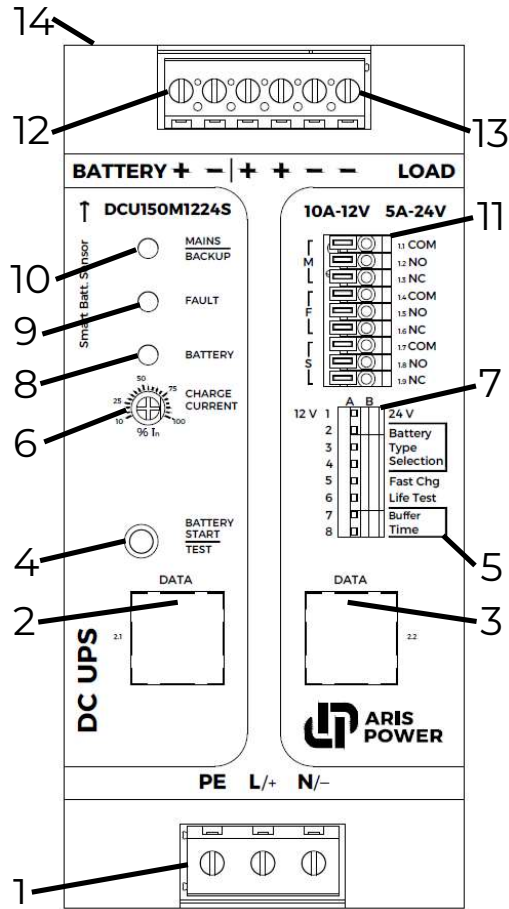 14
12
13
BATTERY + − | + + − − LOAD
↑ DCU150M1224S
10A-12V 5A-24V
11
Smart Batt. Sensor
10
MAINS
BACKUP
9
FAULT
8
BATTERY
6
CHARGE
CURRENT
10 25 50 75 100
% In
4
BATTERY
START
TEST
M
F
S
1.1 COM
1.2 NO
1.3 NC
1.4 COM
1.5 NO
1.6 NC
1.7 COM
1.8 NO
1.9 NC
7
A B
12 V 1 24 V
2 Battery
3 Type
4 Selection
5 Fast Chg
6 Life Test
7 Buffer
8 Time
5
DATA
DATA
2
3
2.1
2.2
DC UPS
ARIS
POWER
PE L/+ N/−
1